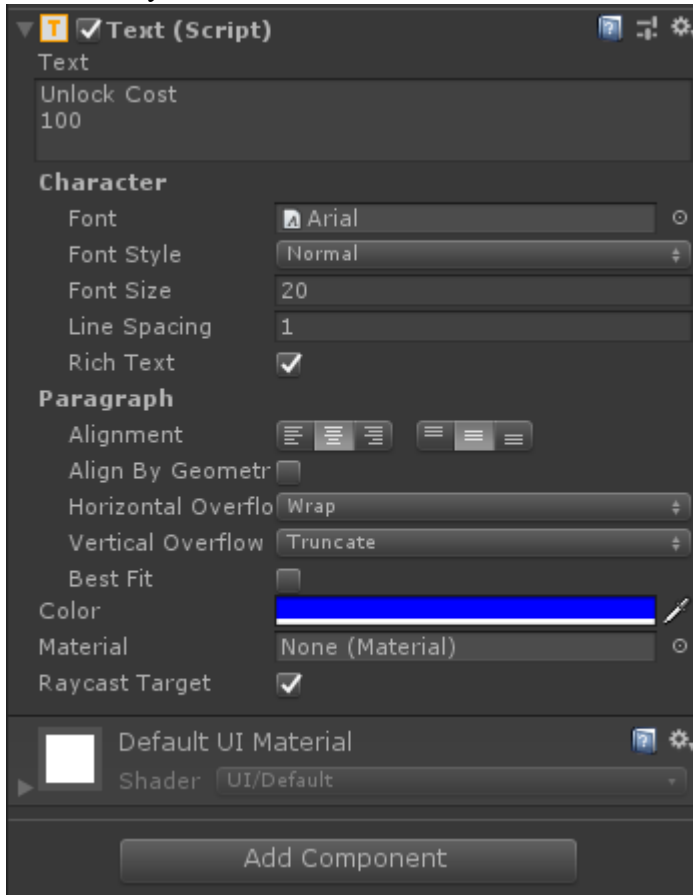 Text (Script)
Text
Unlock Cost
100
Character
Font Arial
Font Style Normal
Font Size 20
Line Spacing 1
Rich Text
Paragraph
Alignment
Align By Geometr
Horizontal Overflo Wrap
Vertical Overflow Truncate
Best Fit
Color
Material None (Material)
Raycast Target
Default UI Material
Shader UI/Default
Add Component